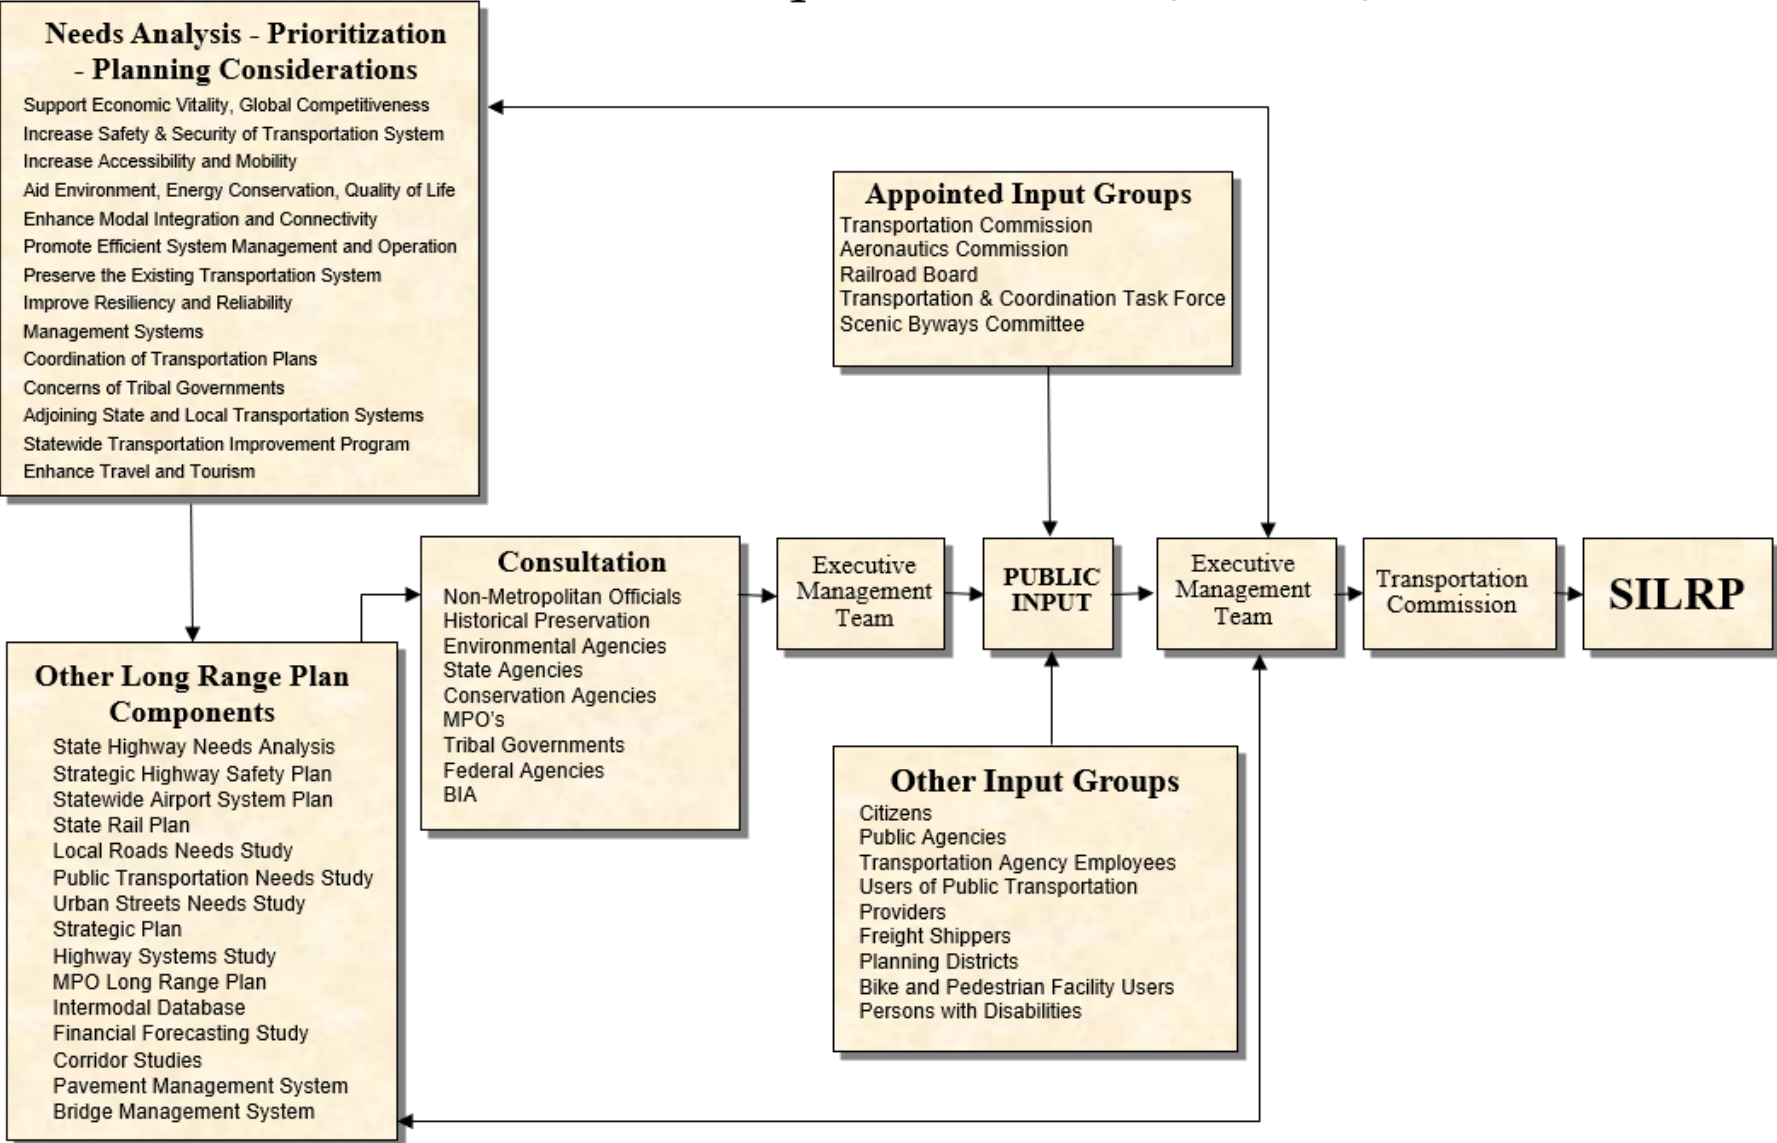 Needs Analysis - Prioritization
- Planning Considerations
Support Economic Vitality, Global Competitiveness
Increase Safety & Security of Transportation System
Increase Accessibility and Mobility
Aid Environment, Energy Conservation, Quality of Life
Enhance Modal Integration and Connectivity
Promote Efficient System Management and Operation
Preserve the Existing Transportation System
Improve Resiliency and Reliability
Management Systems
Coordination of Transportation Plans
Concerns of Tribal Governments
Adjoining State and Local Transportation Systems
Statewide Transportation Improvement Program
Enhance Travel and Tourism
Appointed Input Groups
Transportation Commission
Aeronautics Commission
Railroad Board
Transportation & Coordination Task Force
Scenic Byways Committee
Other Long Range Plan
Components
State Highway Needs Analysis
Strategic Highway Safety Plan
Statewide Airport System Plan
State Rail Plan
Local Roads Needs Study
Public Transportation Needs Study
Urban Streets Needs Study
Strategic Plan
Highway Systems Study
MPO Long Range Plan
Intermodal Database
Financial Forecasting Study
Corridor Studies
Pavement Management System
Bridge Management System
Consultation
Non-Metropolitan Officials
Historical Preservation
Environmental Agencies
State Agencies
Conservation Agencies
MPO's
Tribal Governments
Federal Agencies
BIA
Executive
Management
Team
PUBLIC
INPUT
Executive
Management
Team
Transportation
Commission
SILRP
Other Input Groups
Citizens
Public Agencies
Transportation Agency Employees
Users of Public Transportation
Providers
Freight Shippers
Planning Districts
Bike and Pedestrian Facility Users
Persons with Disabilities